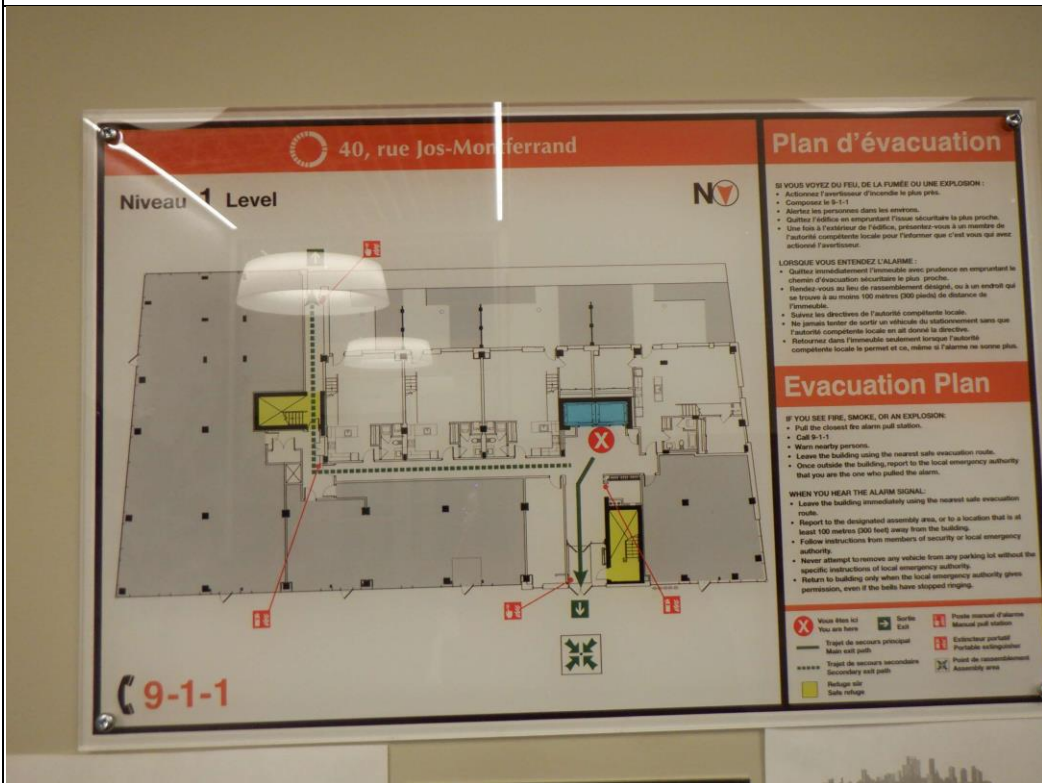 40, rue Jos-Montferrand
Niveau 1 Level
N
X
9-1-1
Plan d'évacuation
SI VOUS VOYEZ DU FEU, DE LA FUMÉE OU UNE EXPLOSION :
• Actionnez l'avertisseur d'incendie le plus près.
• Composez le 9-1-1
• Alertez les personnes dans les environs.
• Quittez l'édifice en empruntant l'issue sécuritaire la plus proche.
• Une fois à l'extérieur de l'édifice, présentez-vous à un membre de
l'autorité compétente locale pour l'informer que c'est vous qui avez
actionné l'avertisseur.
LORSQUE VOUS ENTENDEZ L'ALARME :
• Quittez immédiatement l'immeuble avec prudence en empruntant le
chemin d'évacuation sécuritaire le plus proche.
• Rendez-vous au lieu de rassemblement désigné, ou à un endroit qui
se trouve à au moins 100 mètres (300 pieds) de distance de
l'immeuble.
• Suivez les directives de l'autorité compétente locale.
• Ne jamais tenter de sortir un véhicule du stationnement sans que
l'autorité compétente locale en ait donné la directive.
• Retournez dans l'immeuble seulement lorsque l'autorité
compétente locale le permet et ce, même si l'alarme ne sonne plus.
Evacuation Plan
IF YOU SEE FIRE, SMOKE, OR AN EXPLOSION:
• Pull the closest fire alarm pull station.
• Call 9-1-1
• Warn nearby persons.
• Leave the building using the nearest safe evacuation route.
• Once outside the building, report to the local emergency authority
that you are the one who pulled the alarm.
WHEN YOU HEAR THE ALARM SIGNAL:
• Leave the building immediately using the nearest safe evacuation
route.
• Report to the designated assembly area, or to a location that is at
least 100 metres (300 feet) away from the building.
• Follow instructions from members of security or local emergency
authority.
• Never attempt to remove any vehicle from any parking lot without the
specific instructions of local emergency authority.
• Return to building only when the local emergency authority gives
permission, even if the bells have stopped ringing.
X
Vous êtes ici
You are here
Sortie
Exit
Poste manuel d'alarme
Manual pull station
Trajet de secours principal
Main exit path
Extincteur portatif
Portable extinguisher
Trajet de secours secondaire
Secondary exit path
Point de rassemblement
Assembly area
Refuge sûr
Safe refuge